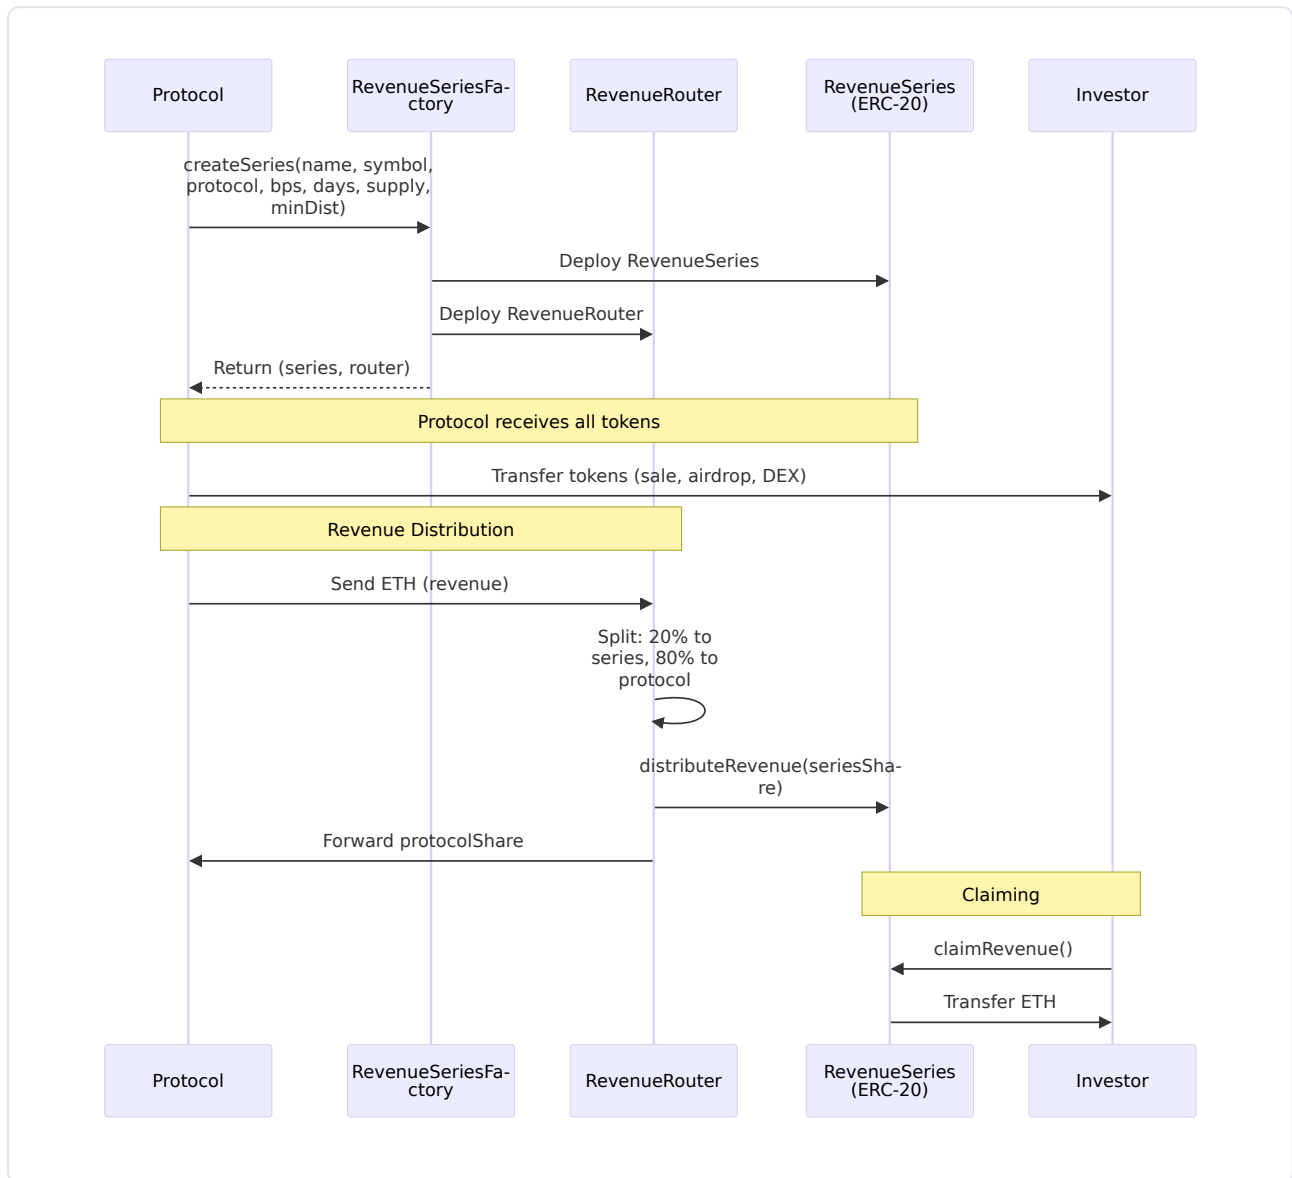 Protocol
RevenueSeriesFa-
ctory
RevenueRouter
RevenueSeries
(ERC-20)
Investor
createSeries(name, symbol,
protocol, bps, days, supply,
minDist)
Deploy RevenueSeries
Deploy RevenueRouter
Return (series, router)
Protocol receives all tokens
Transfer tokens (sale, airdrop, DEX)
Revenue Distribution
Send ETH (revenue)
Split: 20% to
series, 80% to
protocol
distributeRevenue(seriesSha-
re)
Forward protocolShare
Claiming
claimRevenue()
Transfer ETH
Protocol
RevenueSeriesFa-
ctory
RevenueRouter
RevenueSeries
(ERC-20)
Investor